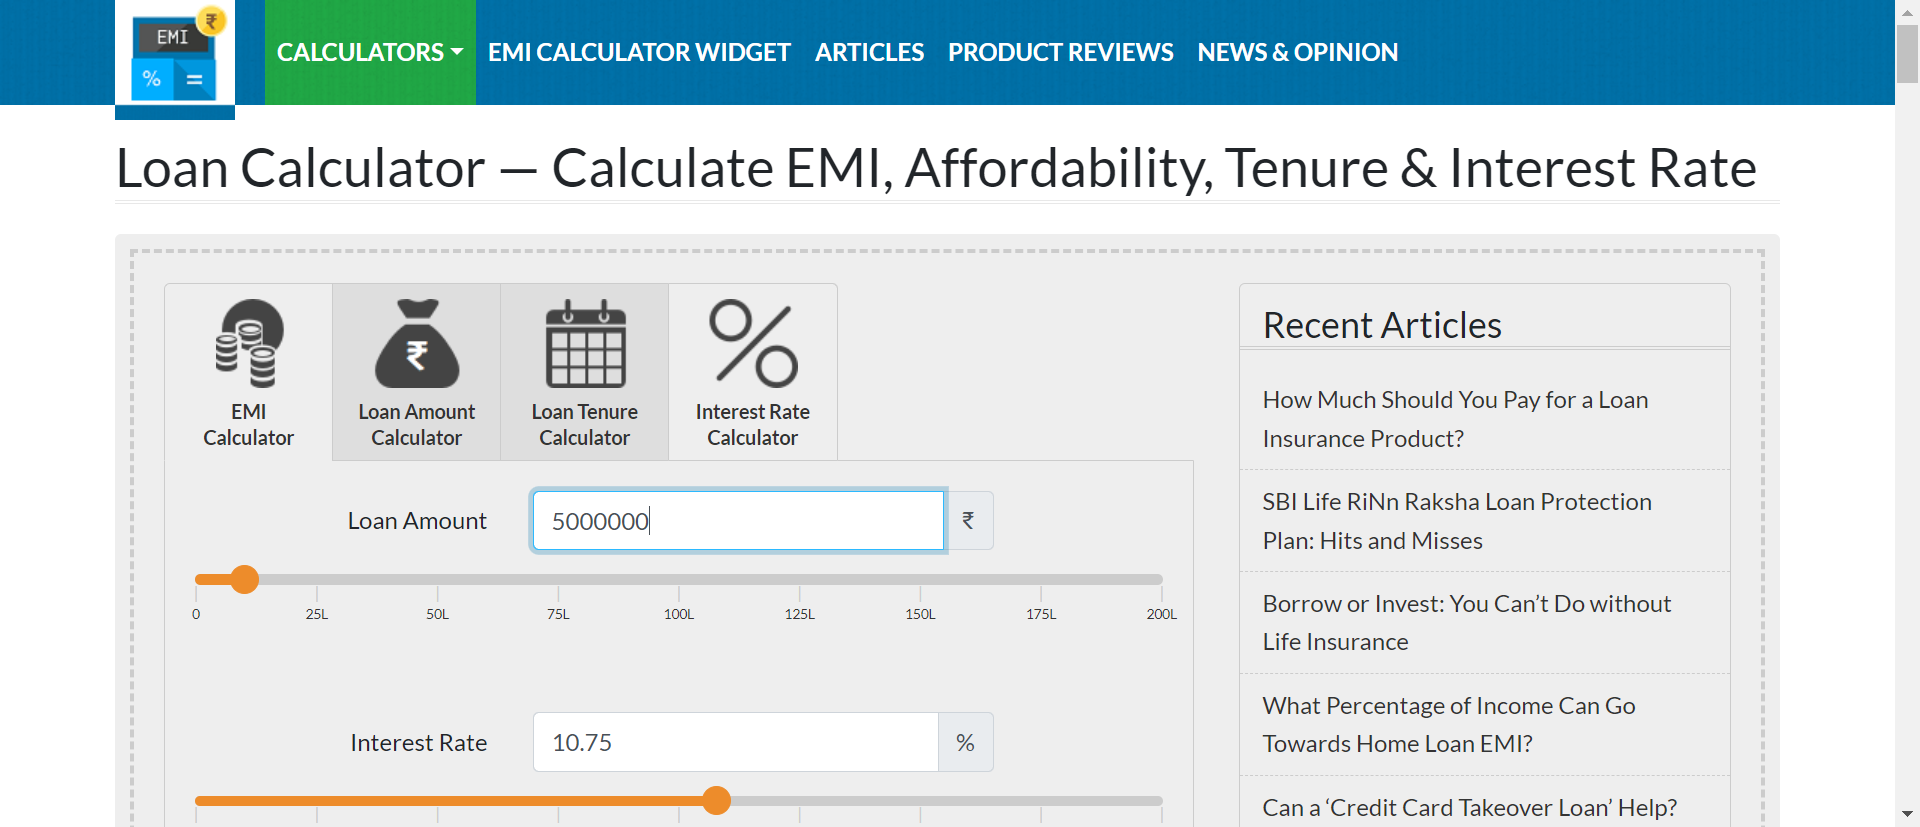 EMI
₹
%
=
CALCULATORS
EMI CALCULATOR WIDGET
ARTICLES
PRODUCT REVIEWS
NEWS & OPINION
Loan Calculator — Calculate EMI, Affordability, Tenure & Interest Rate
EMI
Calculator
₹
Loan Amount
Calculator
Loan Tenure
Calculator
Interest Rate
Calculator
Loan Amount
5000000
₹
0 25L 50L 75L 100L 125L 150L 175L 200L
Interest Rate
10.75
%
Recent Articles
How Much Should You Pay for a Loan
Insurance Product?
SBI Life RiNn Raksha Loan Protection
Plan: Hits and Misses
Borrow or Invest: You Can’t Do without
Life Insurance
What Percentage of Income Can Go
Towards Home Loan EMI?
Can a ‘Credit Card Takeover Loan’ Help?